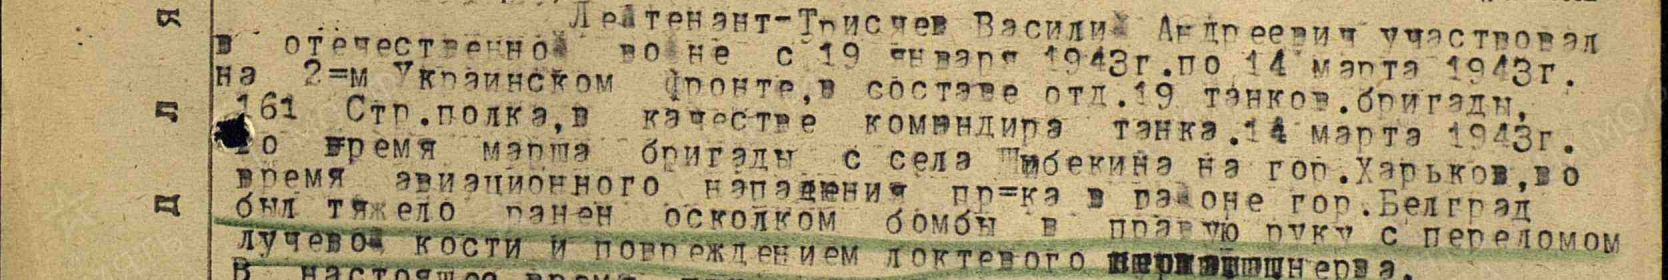 Лейтенант-Трисчев Василий Андреевич участвовал
в отечественной войне с 19 января 1943г.по 14 марта 1943г.
на 2=м Украинском фронте,в составе отд.19 танков.бригады,
161 Стр.полка,в качестве командира танка.14 марта 1943г.
во время марша бригады с села Шибекина на гор.Харьков,во
время авиационного нападения пр=ка в районе гор.Белград
был тяжело ранен осколком бомбы в правую руку с переломом
лучевой кости и повреждением локтевого нерва.
В настоящее время
Д Л Я